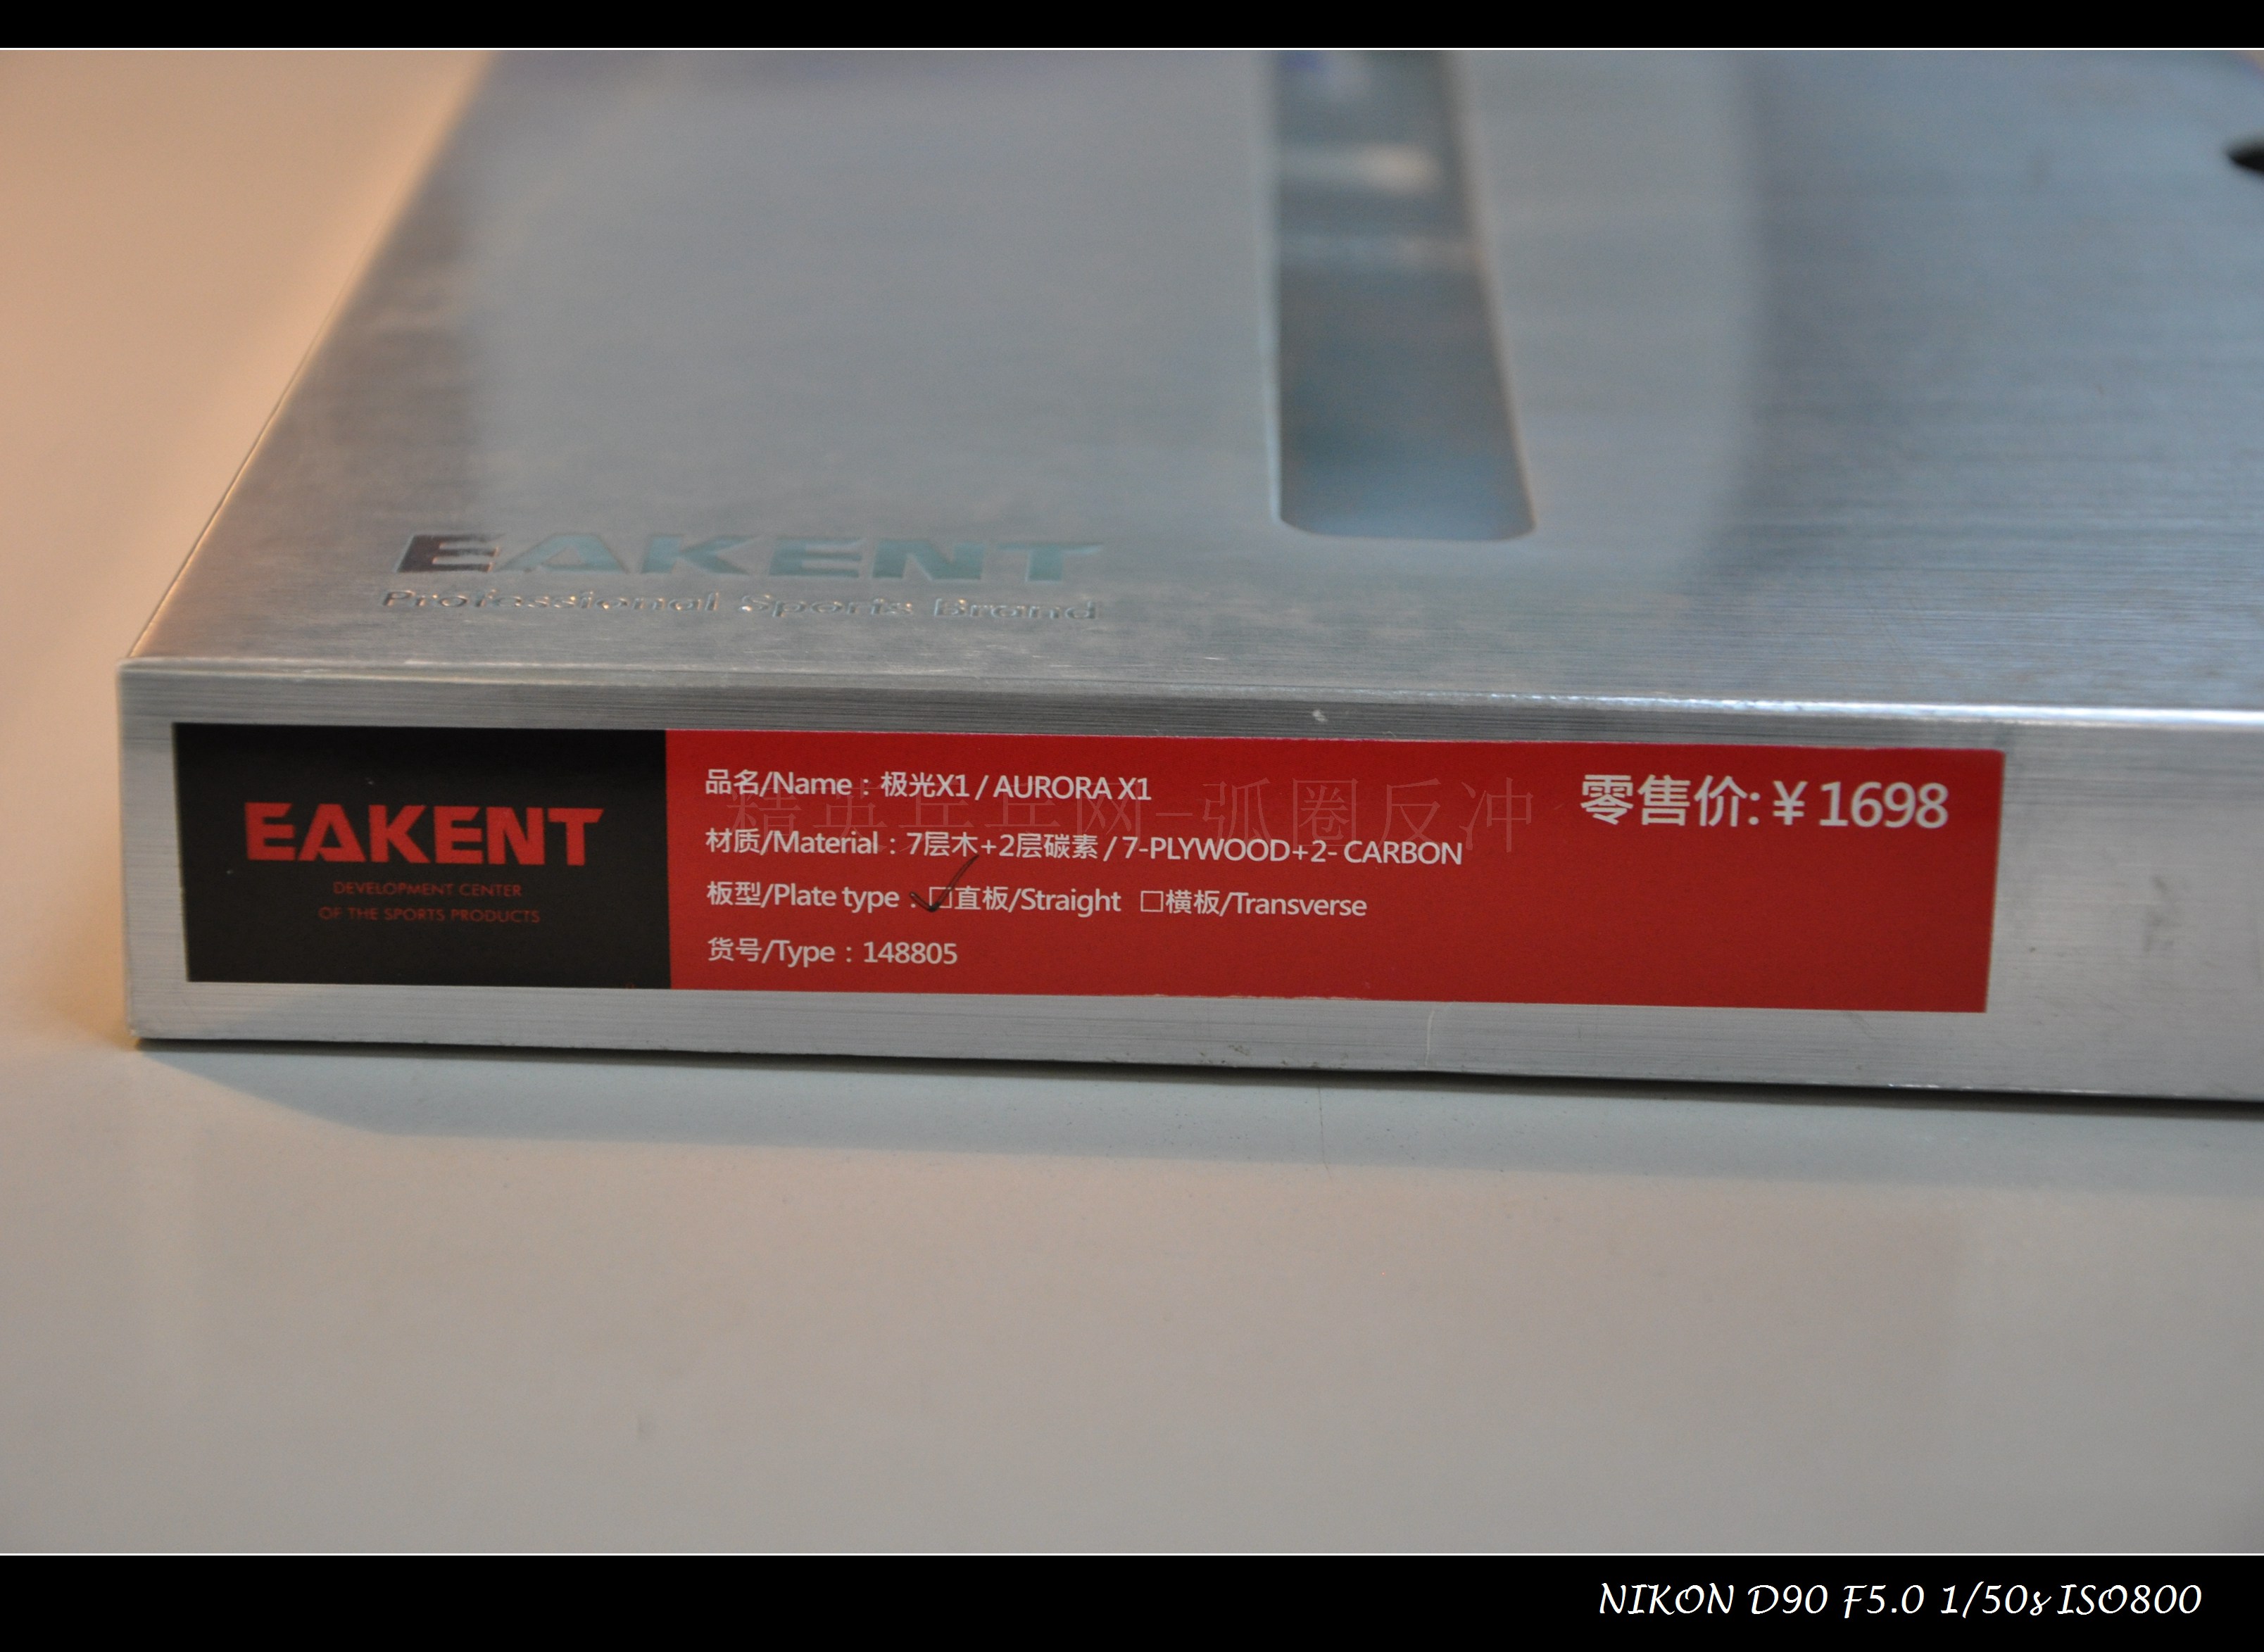 EAKENT
Professional Sports Brand
EAKENT
DEVELOPMENT CENTER
OF THE SPORTS PRODUCTS
品名/Name：极光X1 / AURORA X1
零售价:￥1698
材质/Material：7层木+2层碳素 / 7-PLYWOOD+2- CARBON
板型/Plate type：□直板/Straight □横板/Transverse
货号/Type：148805
精英乒乓网-弧圈反冲
NIKON D90 F5.0 1/50s ISO800